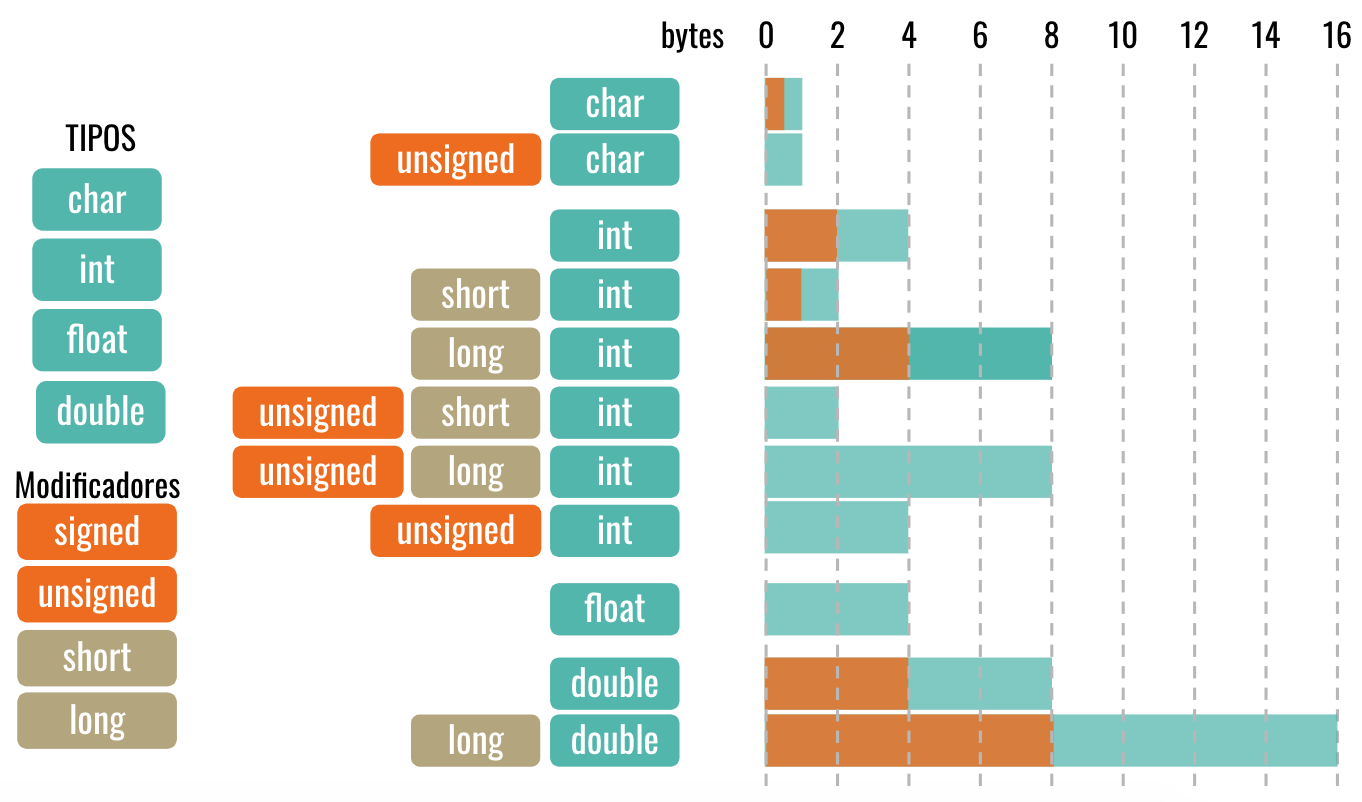 bytes 0 2 4 6 8 10 12 14 16
TIPOS
char
int
float
double
Modificadores
signed
unsigned
short
long
char
unsigned char
int
short int
long int
unsigned short int
unsigned long int
unsigned int
float
double
long double